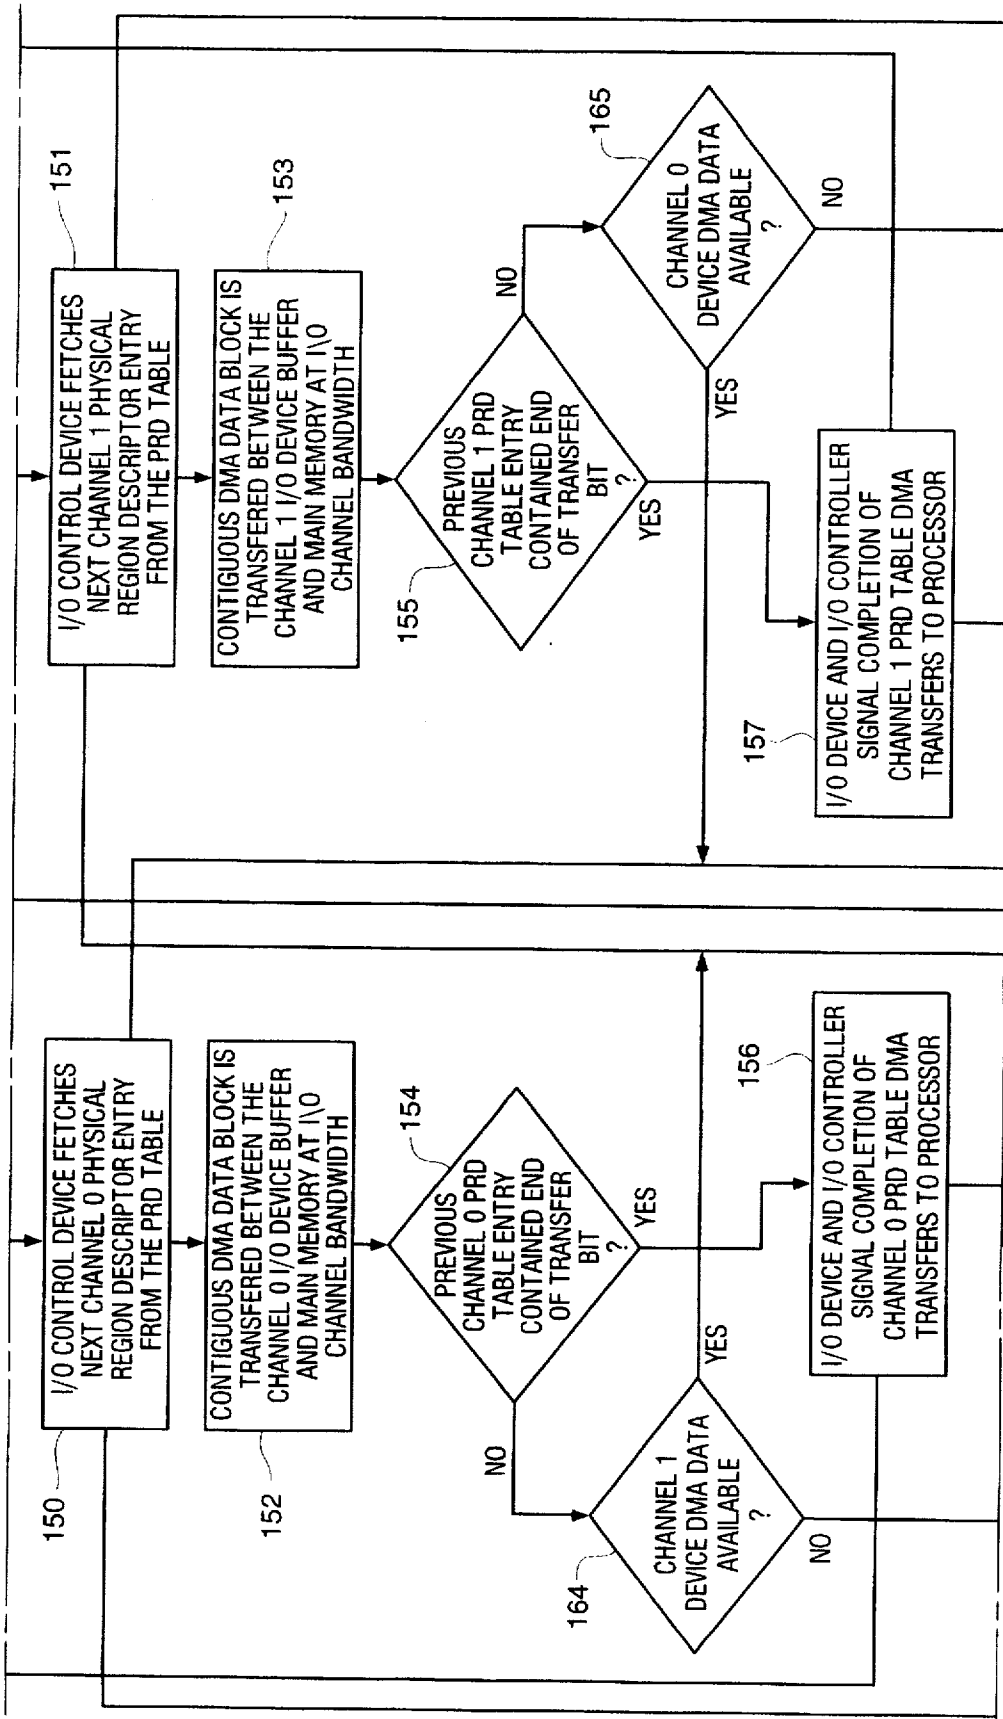 I/O CONTROL DEVICE FETCHES
NEXT CHANNEL 0 PHYSICAL
REGION DESCRIPTOR ENTRY
FROM THE PRD TABLE
150
CONTIGUOUS DMA DATA BLOCK IS
TRANSFERED BETWEEN THE
CHANNEL 0 I/O DEVICE BUFFER
AND MAIN MEMORY AT I\O
CHANNEL BANDWIDTH
152
PREVIOUS
CHANNEL 0 PRD
TABLE ENTRY
CONTAINED END
OF TRANSFER
BIT
?
154
NO
YES
CHANNEL 1
DEVICE DMA DATA
AVAILABLE
?
164
YES
NO
I/O DEVICE AND I/O CONTROLLER
SIGNAL COMPLETION OF
CHANNEL 0 PRD TABLE DMA
TRANSFERS TO PROCESSOR
156
I/O CONTROL DEVICE FETCHES
NEXT CHANNEL 1 PHYSICAL
REGION DESCRIPTOR ENTRY
FROM THE PRD TABLE
151
CONTIGUOUS DMA DATA BLOCK IS
TRANSFERED BETWEEN THE
CHANNEL 1 I/O DEVICE BUFFER
AND MAIN MEMORY AT I\O
CHANNEL BANDWIDTH
153
PREVIOUS
CHANNEL 1 PRD
TABLE ENTRY
CONTAINED END
OF TRANSFER
BIT
?
155
NO
YES
CHANNEL 0
DEVICE DMA DATA
AVAILABLE
?
165
YES
NO
157
I/O DEVICE AND I/O CONTROLLER
SIGNAL COMPLETION OF
CHANNEL 1 PRD TABLE DMA
TRANSFERS TO PROCESSOR